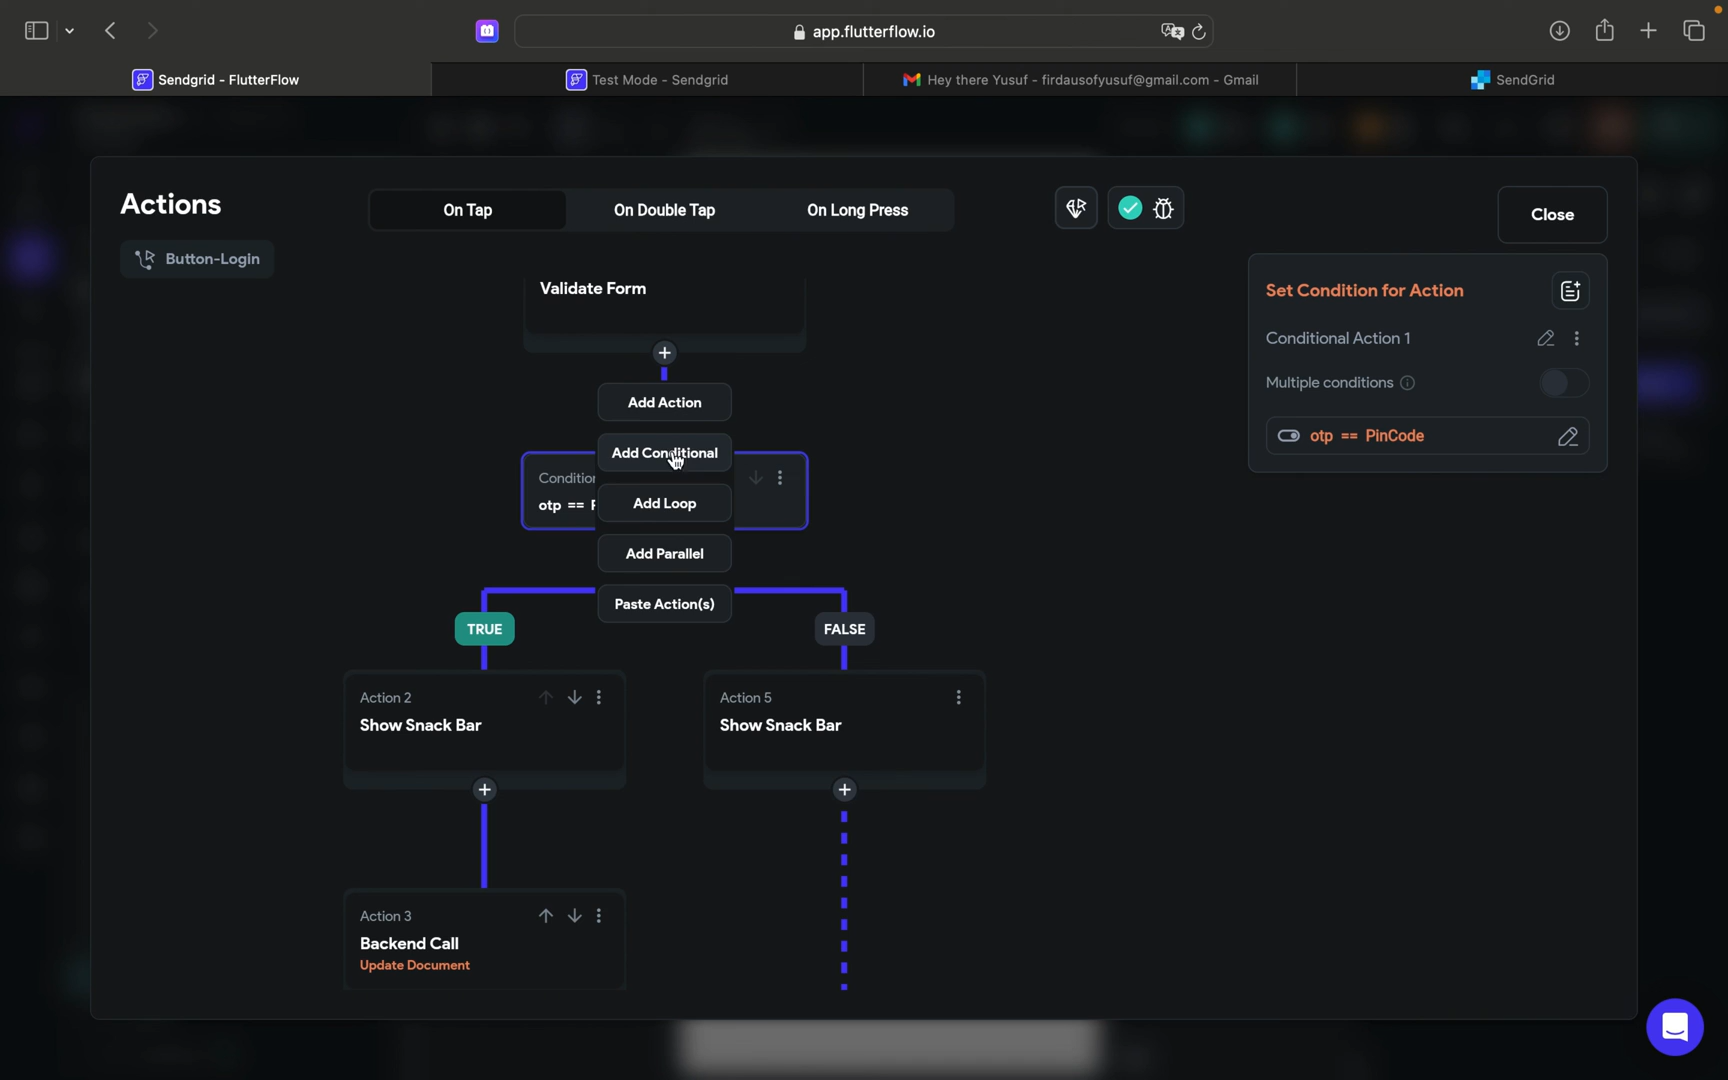 app.flutterflow.io
Sendgrid - FlutterFlow
Test Mode - Sendgrid
Hey there Yusuf - firdausofyusuf@gmail.com - Gmail
SendGrid
Actions
On Tap
On Double Tap
On Long Press
Close
Button-Login
Validate Form
Set Condition for Action
Conditional Action 1
Multiple conditions
otp == PinCode
Add Action
Add Conditional
otp ==
Add Loop
Add Parallel
Paste Action(s)
TRUE
FALSE
Action 2
Show Snack Bar
Action 5
Show Snack Bar
Action 3
Backend Call
Update Document